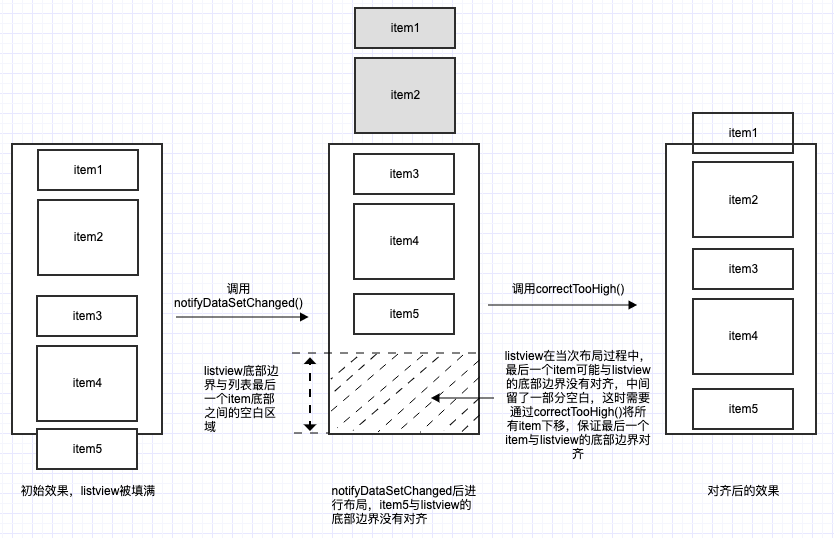 item1
item2
item3
item4
item5
初始效果，listview被填满
调用
notifyDataSetChanged()
item1
item2
item3
item4
item5
listview底部边
界与列表最后
一个item底部
之间的空白区
域
notifyDataSetChanged后进
行布局，item5与listview的
底部边界没有对齐
调用correctTooHigh()
listview在当次布局过程中，
最后一个item可能与listview
的底部边界没有对齐，中间
留了一部分空白，这时需要
通过correctTooHigh()将所
有item下移，保证最后一个
item与listview的底部边界对
齐
item1
item2
item3
item4
item5
对齐后的效果